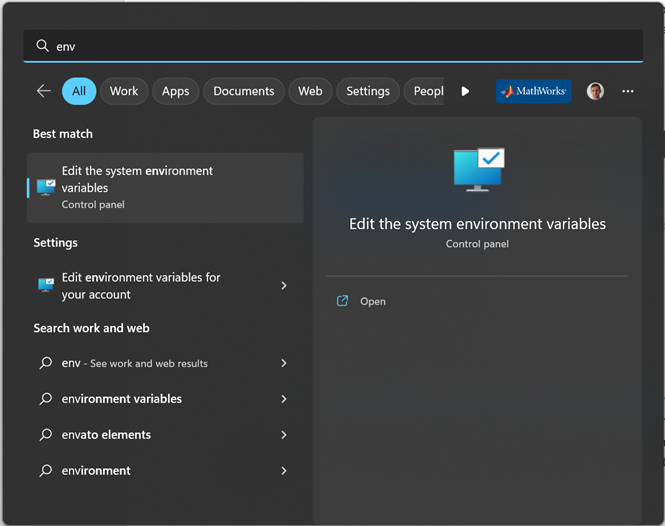 env
All Work Apps Documents Web Settings Peopl MathWorks
Best match
Edit the system environment
variables
Control panel
Settings
Edit environment variables for
your account
Search work and web
env - See work and web results
environment variables
envato elements
environment
Edit the system environment variables
Control panel
Open